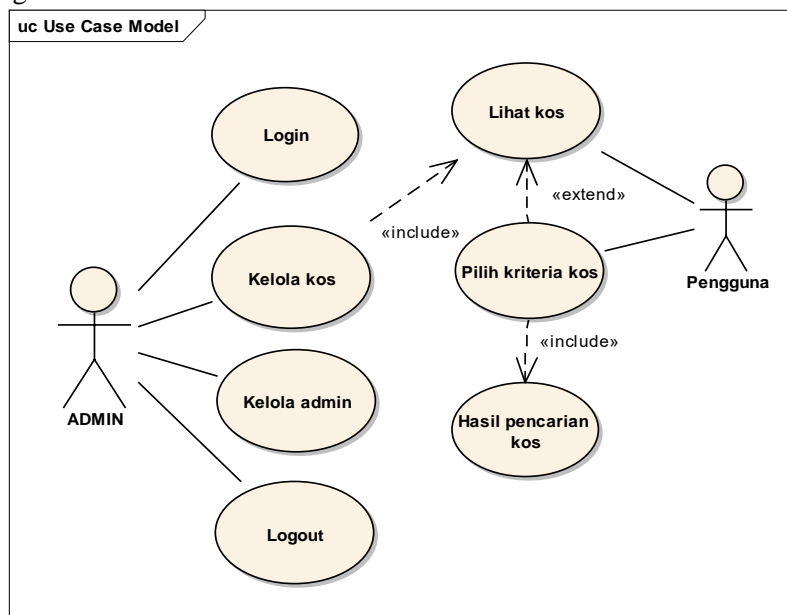 g
uc Use Case Model
Login
Lihat kos
«extend»
«include»
Kelola kos
Pilih kriteria kos
Pengguna
«include»
ADMIN
Kelola admin
Hasil pencarian
kos
Logout